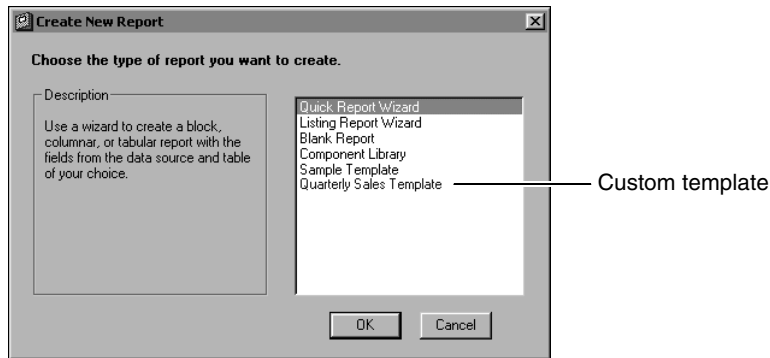 Create New Report
Choose the type of report you want to create.
Description
Use a wizard to create a block,
columnar, or tabular report with the
fields from the data source and table
of your choice.
Quick Report Wizard
Listing Report Wizard
Blank Report
Component Library
Sample Template
Quarterly Sales Template
Custom template
OK
Cancel